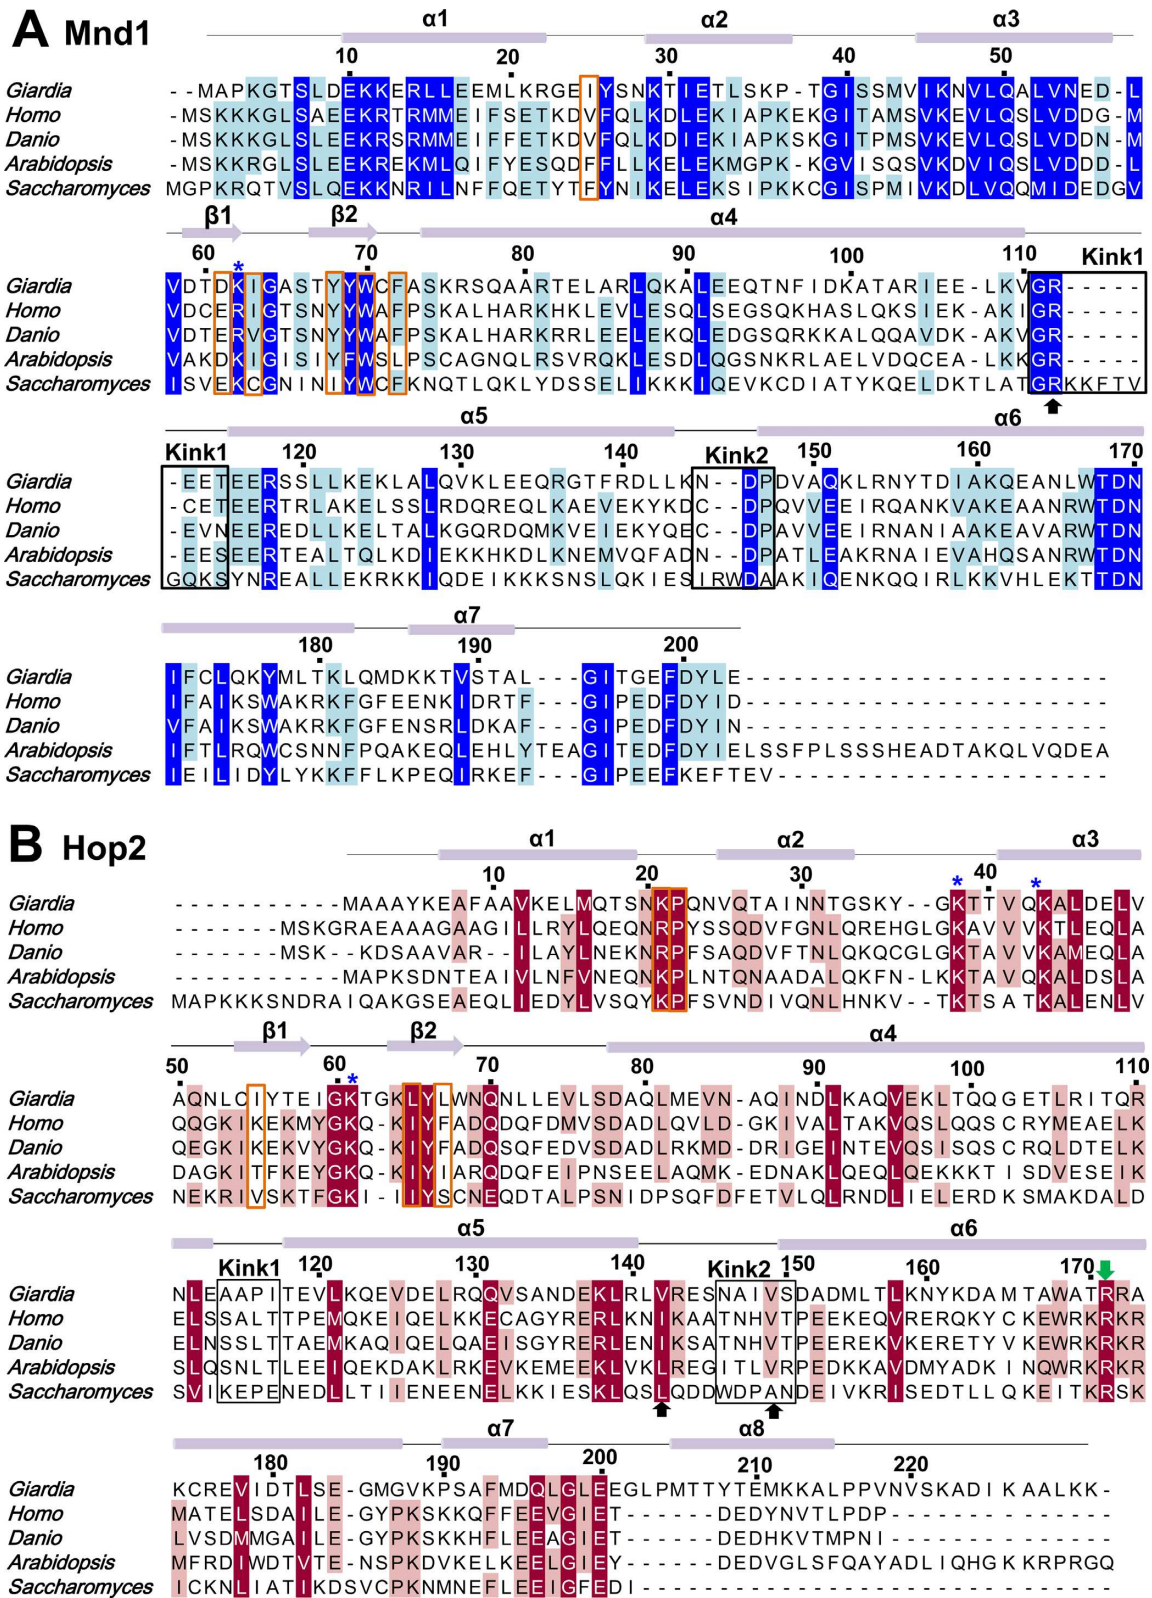 A Mnd1
α1 α2 α3
10 20 30 40 50
Giardia --MAPKGTSLDEKKERLLEEMLKRGEIYSNKTIETLSKP-TGISSMVIKNVLQALVNED-L
Homo -MSKKKGLSAEEKRTRMMEIFSETKDVFQLKDLEKIAPKEKGITAMSVKEVLQSLVDDG-M
Danio -MSKKKGLSLEEKRSRMMEIFFETKDVFQLKDIEKIAPKSKGITPMSVKEVLQSLVDDN-M
Arabidopsis -MSKKRGLSLEEKREKMLQIFYESQDFFLLKELEKMGPK-KGVISQSVKDVIQSLVDDD-L
Saccharomyces MGPKRQTVSLQEKKNRILNFFQETYTFYNIKELEKSIPKKCGISPMIVKDLVQQMIDEDGV
β1 β2 α4
60 * 70 80 90 100 110 Kink1
Giardia VDTDKIGASTYYWCFASKRSQAARTELARLQKALEEQTNFIDKATARIEE-LKVGR-----
Homo VDCERIGTSNYYWAFPSKALHARKHKLEVLESQLSEGSQKHASLQKSIEK-AKIGR-----
Danio VDTERVGTSNYYWAFPSKALHARKRRLEELEKQLEDGSQRKKALQQAVDK-AKVGR-----
Arabidopsis VAKDKIGISIYFWSLPSCAGNQLRSVRQKLESDLQGSNKRLAELVDQCEA-LKKGR-----
Saccharomyces ISVEKCGNINIYWCFKNQTLQKLYDSSELIKKKIQEVKCDIATYKQELDKTLATGRKKFTV
α5 α6
Kink1 120 130 140 Kink2 150 160 170
Giardia -EETEERSSLLKEKLALQVKLEEQRGTFRDLLKN--DPDVAQKLRNYTDIAKQEANLWTDN
Homo -CETEERTRLAKELSSLRDQREQLKAEVEKYKDC--DPQVVEEIRQANKVAKEAANRWTDN
Danio -EVNEEREDLLKELTALKGQRDQMKVEIEKYQEC--DPAVVEEIRNANIAAKEAVARWTDN
Arabidopsis -EESEERTEALTQLKDIEKKHKDLKNEMVQFADN--DPATLEAKRNAIEVAHQSANRWTDN
Saccharomyces GQKSYNREALLEKRKKIQDEIKKKSNSLQKIESIRWDAAKIQENKQQIRLKKVHLEKTTDN
α7
180 190 200
Giardia IFCLQKYMLTKLQMDKKTVSTAL---GITGEFDYLE-----------------------
Homo IFAIKSWAKRKFGFEENKIDRTF---GIPEDFDYID-----------------------
Danio VFAIKSWAKRKFGFENSRLDKAF---GIPEDFDYIN-----------------------
Arabidopsis IFTLRQWCSNNFPQAKEQLEHLYTEAGITEDFDYIELSSFPLSSSHEADTAKQLVQDEA
Saccharomyces IEILIDYLYKKFFLKPEQIRKEF---GIPEEFKEFTEV---------------------
B Hop2
α1 α2 α3
10 20 30 * 40 *
Giardia -----------MAAAYKEAFAAVKELMQTSNKPQNVQTAINNTGSKY--GKTTVQKALDELV
Homo -------MSKGRAEAAAGAAGILLRYLQEQNRPYSSQDVFGNLQREHGLGKAVVVKTLEQLA
Danio -------MSK--KDSAAVAR-ILAYLNEKNRPFSAQDVFTNLQKQCGLGKTAVVKAMEQLA
Arabidopsis -----------MAPKSDNTEAIVLNFVNEQNKPLNTQNAADALQKFN-LKKTAVQKALDSLA
Saccharomyces MAPKKKSNDRAIQAKGSEAEQLIEDYLVSQYKPFSVNDIVQNLHNKV--TKTSATKALENLV
β1 β2 α4
50 60 * 70 80 90 100 110
Giardia AQNLCIYTEIGKTGKLYLWNQNLLEVLSDAQLMEVN-AQINDLKAQVEKLTQQGETLRITQR
Homo QQGKIKEKMYGKQ-KIYFADQDQFDMVSDADLQVLD-GKIVALTAKVQSLQQSCRYMEAELK
Danio QEGKIKEKVYGKQ-KIYFADQSQFEDVSDADLRKMD-DRIGEINTEVQSISQSCRQLDTELK
Arabidopsis DAGKITFKEYGKQ-KIYIARQDQFEIPNSEELAQMK-EDNAKLQEQLQEKKKTISDVESEIK
Saccharomyces NEKRIVSKTFGKI-IIYSCNEQDTALPSNIDPSQFDFETVLQLRNDLIELERDKSMAKDALD
α5 α6
Kink1 120 130 140 Kink2 150 160 170
Giardia NLEAAPITEVLKQEVDELRQQVSANDEKLRLVRESNAIVSDADMLTLKNYKDAMTAWATRRA
Homo ELSSALTTPEMQKEIQELKKECAGYRERLKNIKAATNHVTPEEKEQVRERQKYCKEWRKRKR
Danio ELNSSLTTAEMKAQIQELQAEISGYRERLENIKSATNHVTPEEREKVKERETYVKEWRKRKR
Arabidopsis SLQSNLTLEEIQEKDAKLRKEVKEMEEKLVKLREGITLVRPEDKKAVDMYADKINQWRKRKR
Saccharomyces SVIKEPENEDLLTIIENEENELKKIESKLQSLQDDWDPANDEIVKRISEDTLLQKEITKRSK
α7 α8
180 190 200 210 220
Giardia KCREVIDTLSE-GMGVKPSAFMDQLGLEEGLPMTTYTEMKKALPPVNVSKADIKAALKK-
Homo MATELSDAILE-GYPKSKKQFFEEVGIET------DEDYNVTLPDP--------------
Danio LVSDMMGAILE-GYPKSKKHFLEEAGIET------DEDHKVTMPNI--------------
Arabidopsis MFRDIWDTVTE-NSPKDVKELKEELGIEY------DEDVGLSFQAYADLIQHGKKRPRGQ
Saccharomyces ICKNLIATIKDSVCPKNMNEFLEEIGFEDI------------------------------